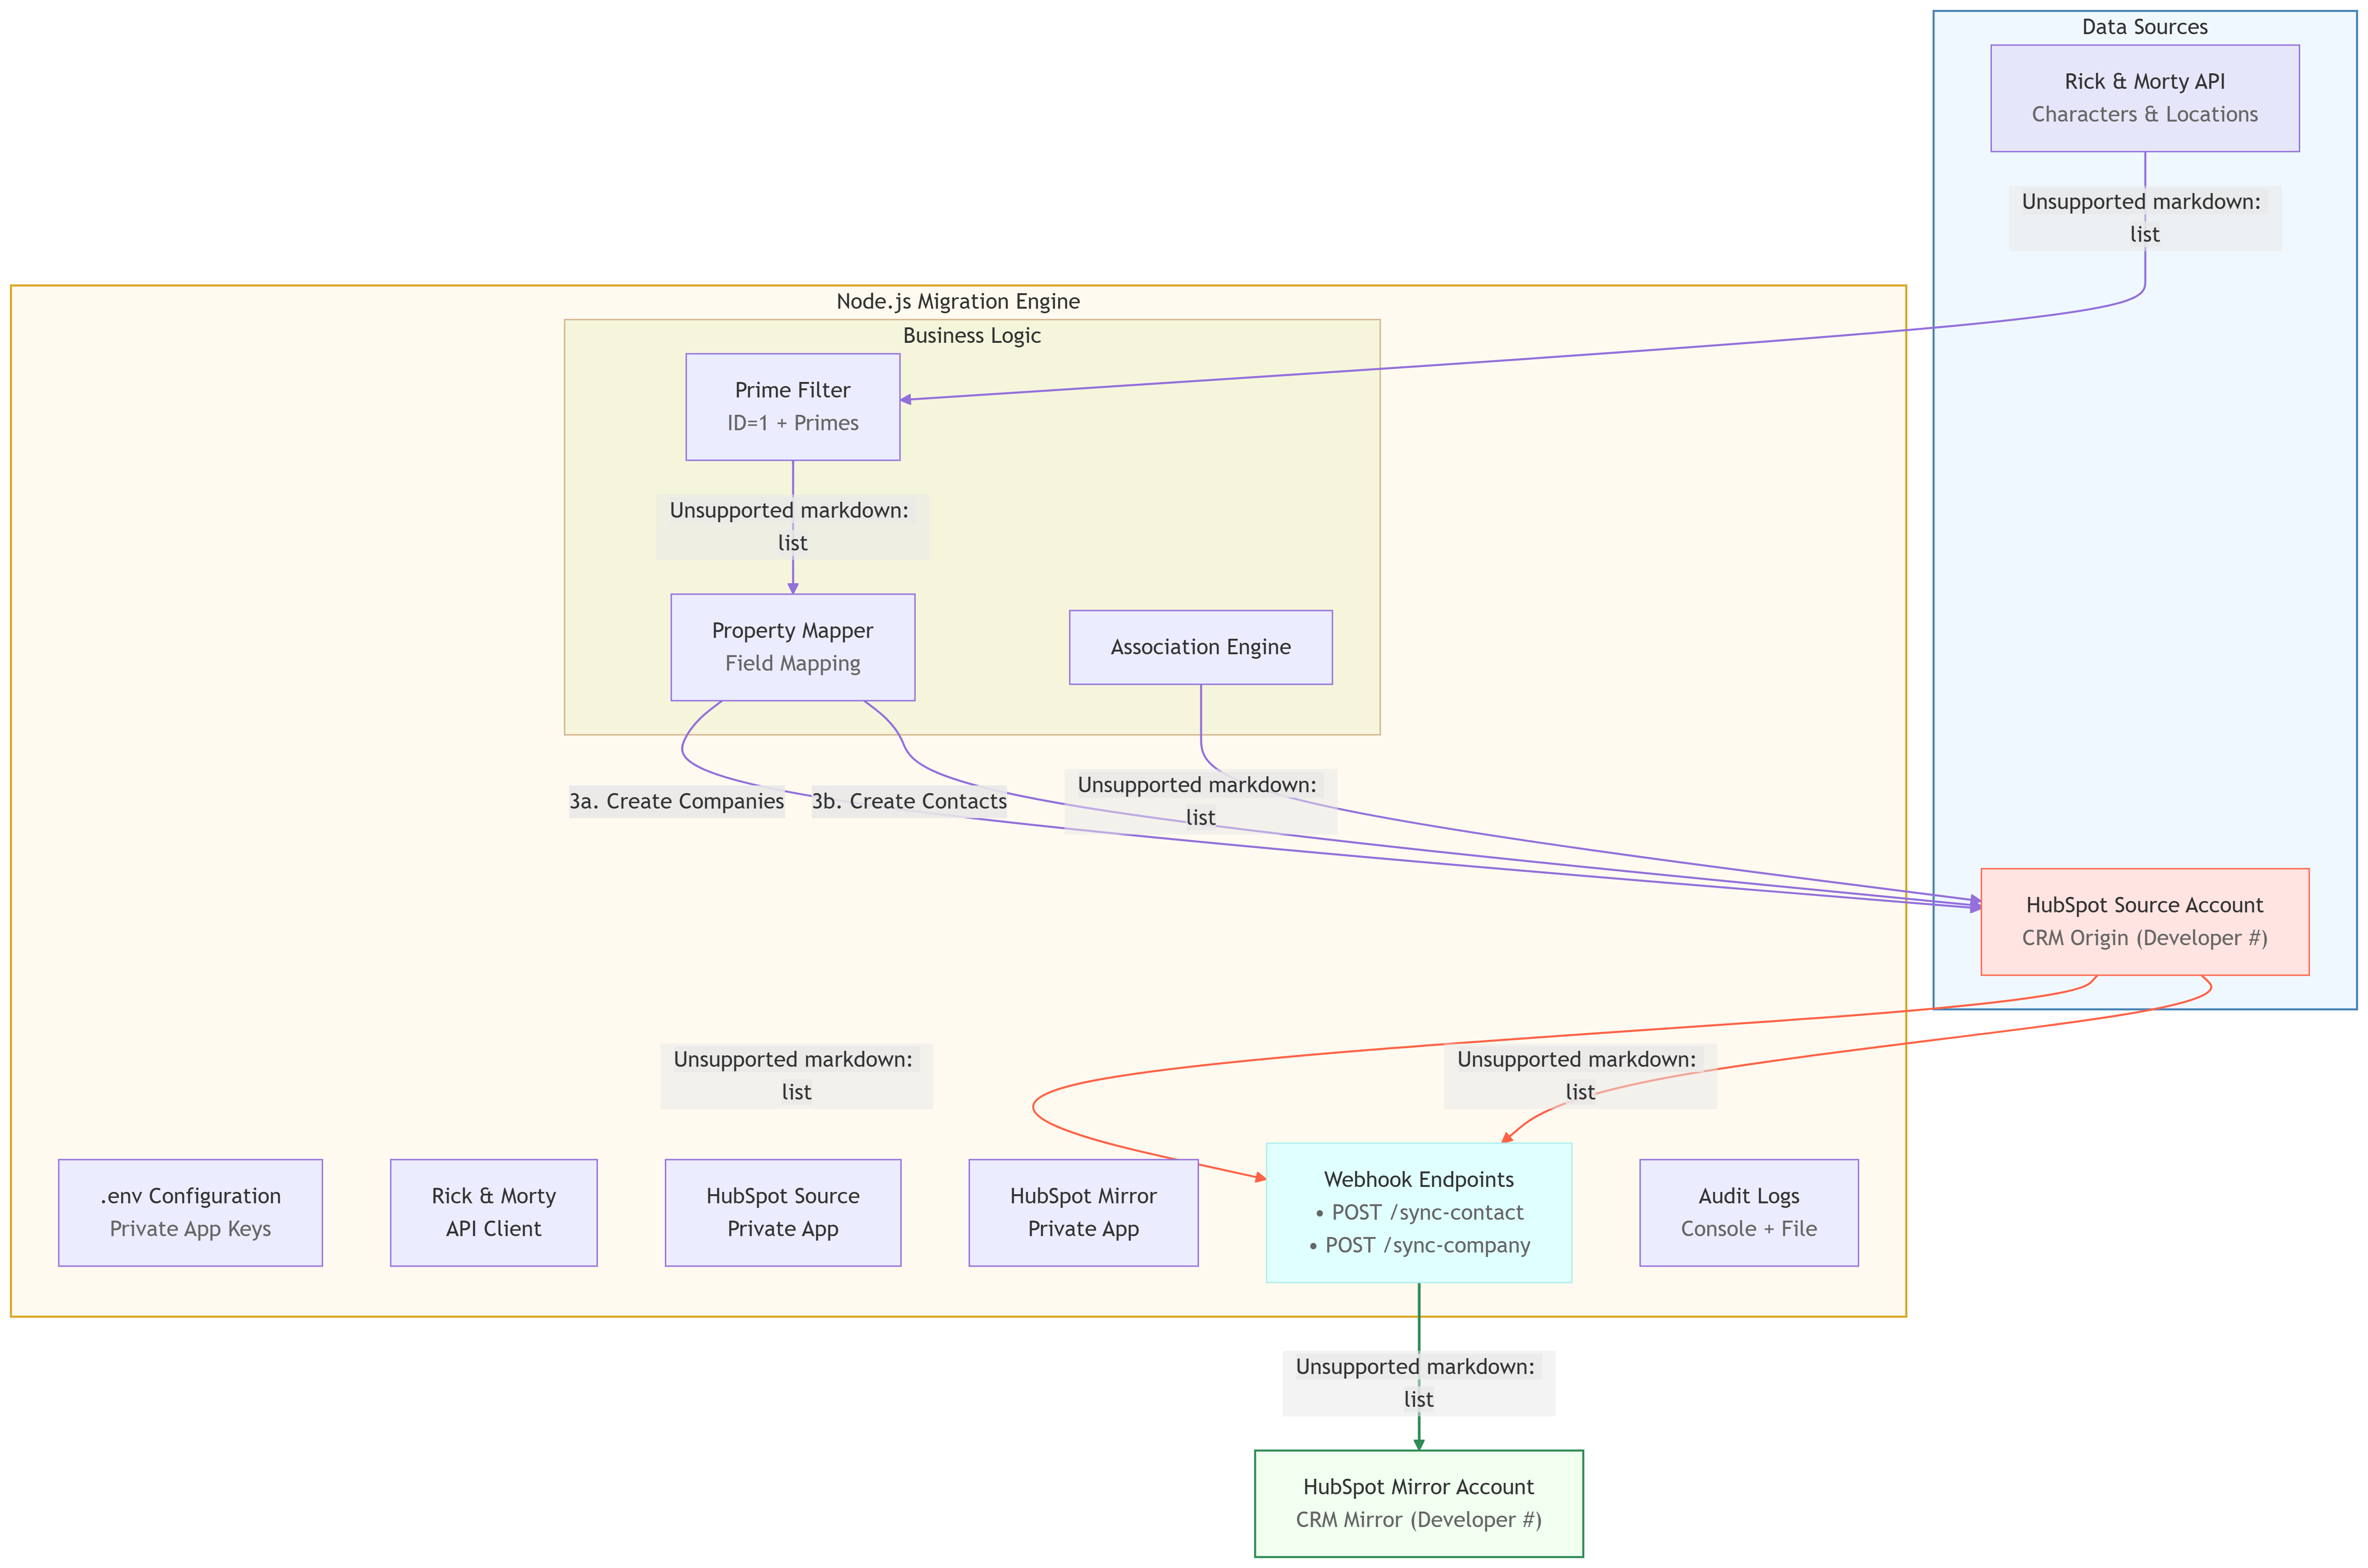 Data Sources
Rick & Morty API
Characters & Locations
Unsupported markdown:
list
Node.js Migration Engine
Business Logic
Prime Filter
ID=1 + Primes
Unsupported markdown:
list
Property Mapper
Field Mapping
Association Engine
3a. Create Companies
3b. Create Contacts
Unsupported markdown:
list
HubSpot Source Account
CRM Origin (Developer #)
Unsupported markdown:
list
Unsupported markdown:
list
.env Configuration
Private App Keys
Rick & Morty
API Client
HubSpot Source
Private App
HubSpot Mirror
Private App
Webhook Endpoints
• POST /sync-contact
• POST /sync-company
Audit Logs
Console + File
Unsupported markdown:
list
HubSpot Mirror Account
CRM Mirror (Developer #)